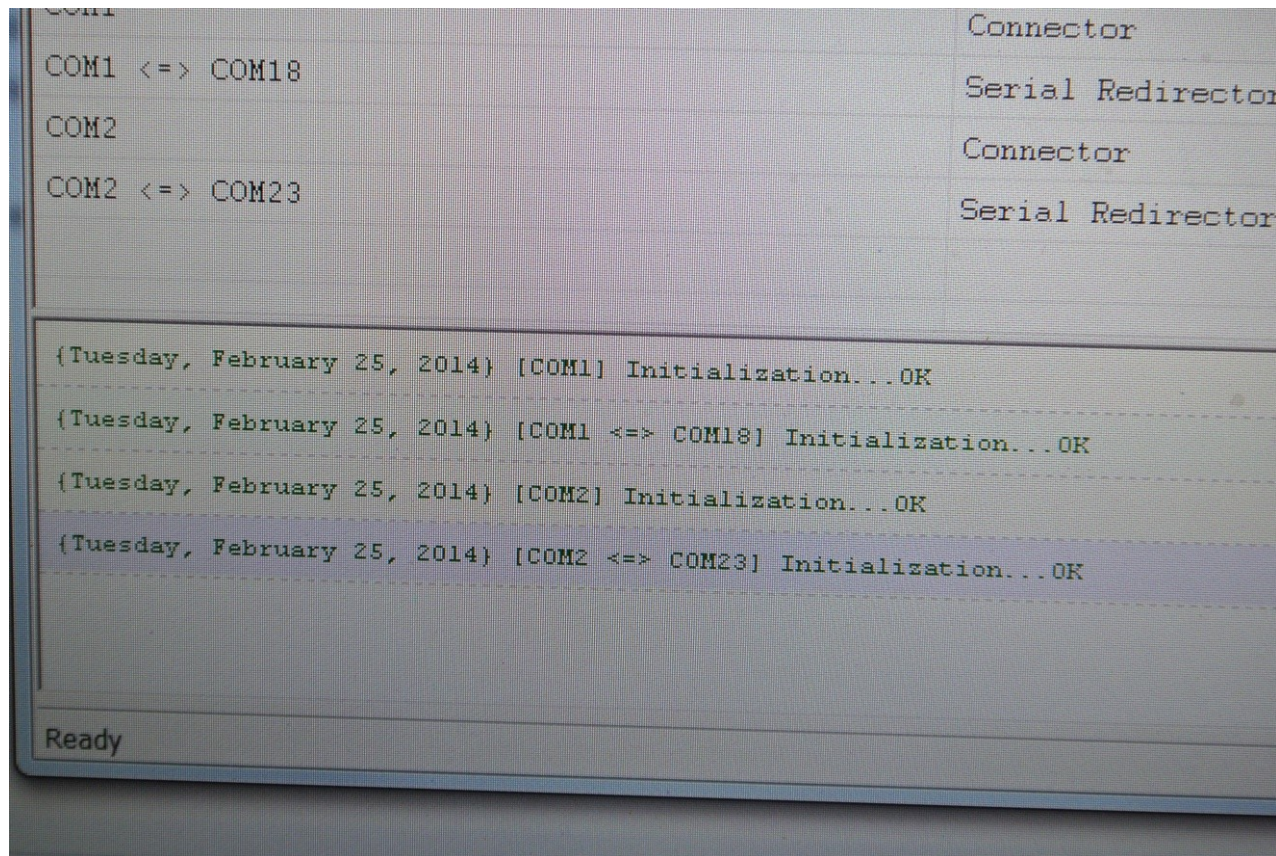 COM1
Connector
COM1 <=> COM18
Serial Redirector
COM2
Connector
COM2 <=> COM23
Serial Redirector
{Tuesday, February 25, 2014} [COM1] Initialization...OK
{Tuesday, February 25, 2014} [COM1 <=> COM18] Initialization...OK
{Tuesday, February 25, 2014} [COM2] Initialization...OK
{Tuesday, February 25, 2014} [COM2 <=> COM23] Initialization...OK
Ready